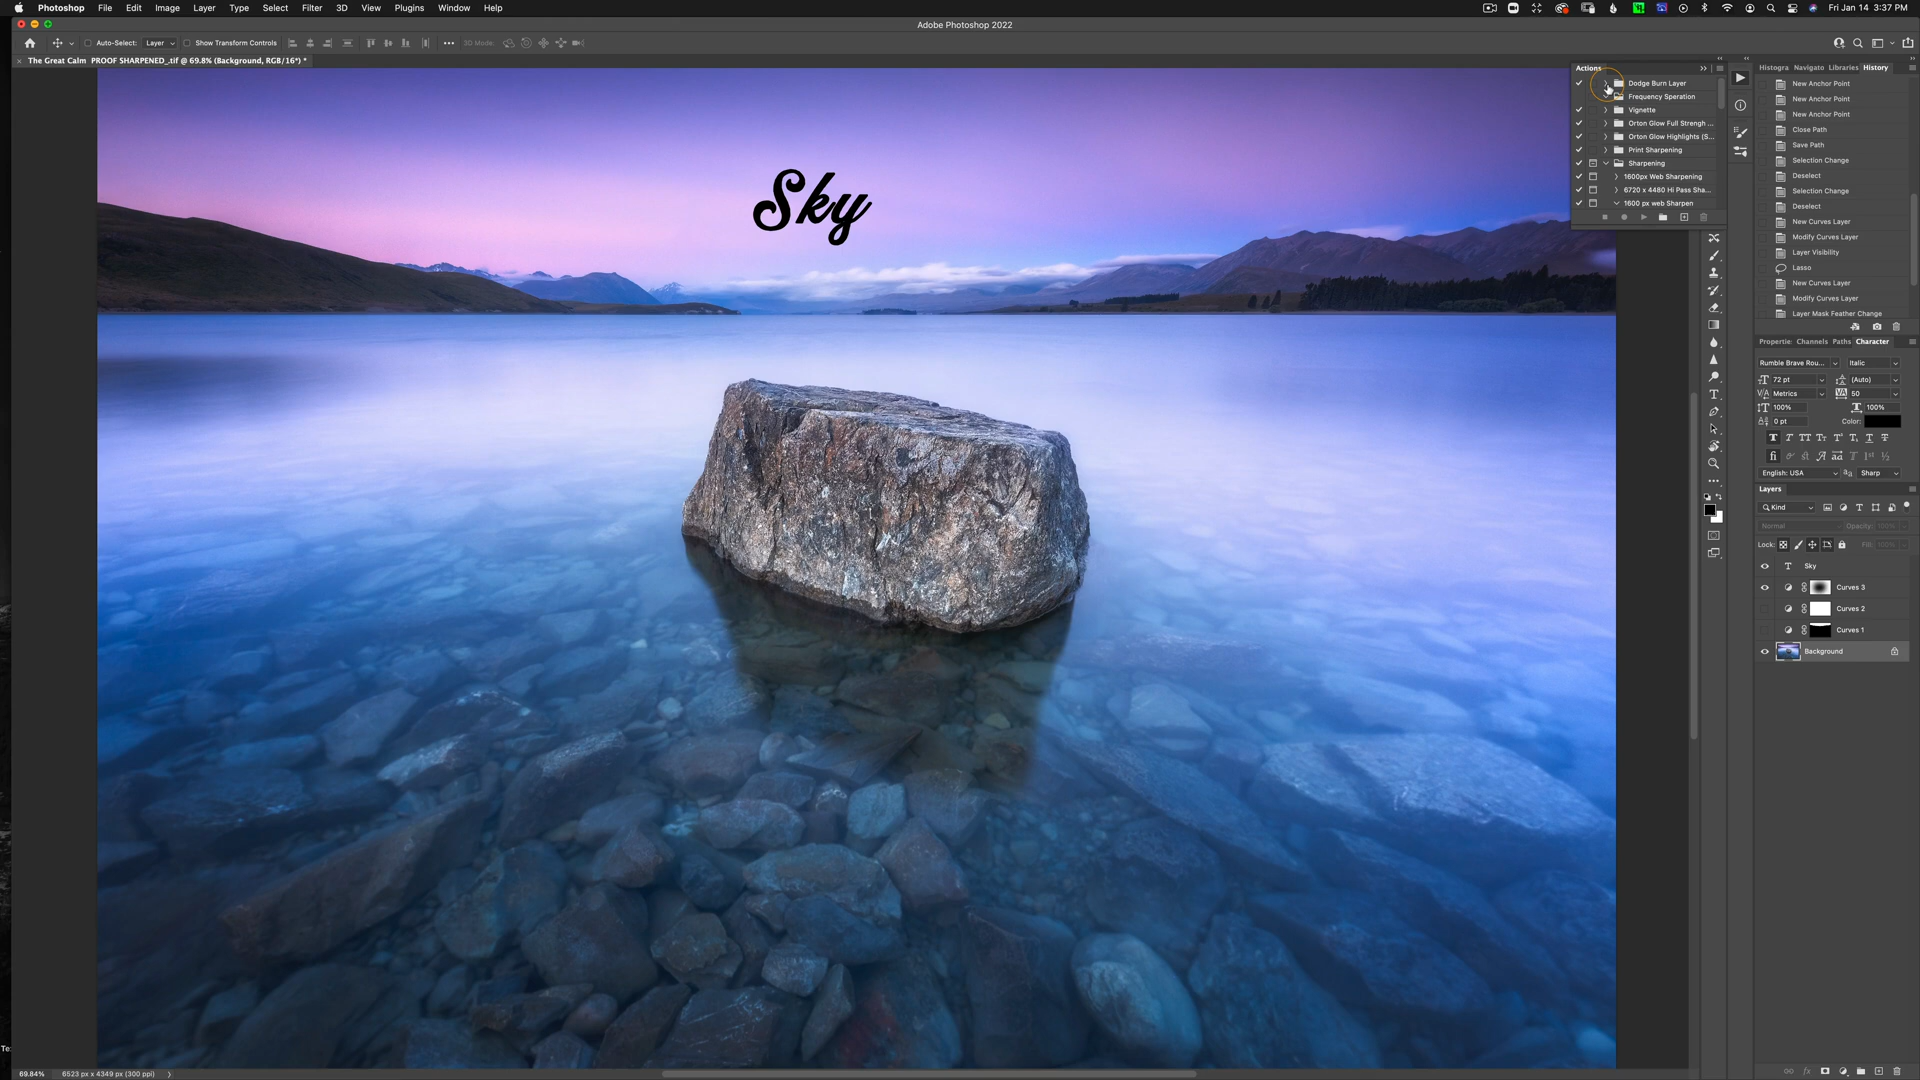 Photoshop File Edit Image Layer Type Select Filter 3D View Plugins Window Help
Fri Jan 14 3:37 PM
Adobe Photoshop 2022
Auto-Select: Layer Show Transform Controls 3D Mode:
The Great Calm PROOF SHARPENED_.tif @ 69.8% (Background, RGB/16*) *
Sky
Actions
Dodge Burn Layer
Frequency Speration
Vignette
Orton Glow Full Strengh ...
Orton Glow Highlights (S...
Print Sharpening
Sharpening
1600px Web Sharpening
6720 x 4480 Hi Pass Sha...
1600 px web Sharpen
Histogra Navigato Libraries History
New Anchor Point
New Anchor Point
New Anchor Point
Close Path
Save Path
Selection Change
Deselect
Selection Change
Deselect
New Curves Layer
Modify Curves Layer
Layer Visibility
Lasso
New Curves Layer
Modify Curves Layer
Layer Mask Feather Change
Propertie Channels Paths Character
Rumble Brave Rou... Italic
72 pt (Auto)
Metrics 50
100% 100%
0 pt Color:
English: USA Sharp
Layers
Kind
Normal Opacity: 100%
Lock: Fill: 100%
Sky
Curves 3
Curves 2
Curves 1
Background
69.84% 6523 px x 4349 px (300 ppi)